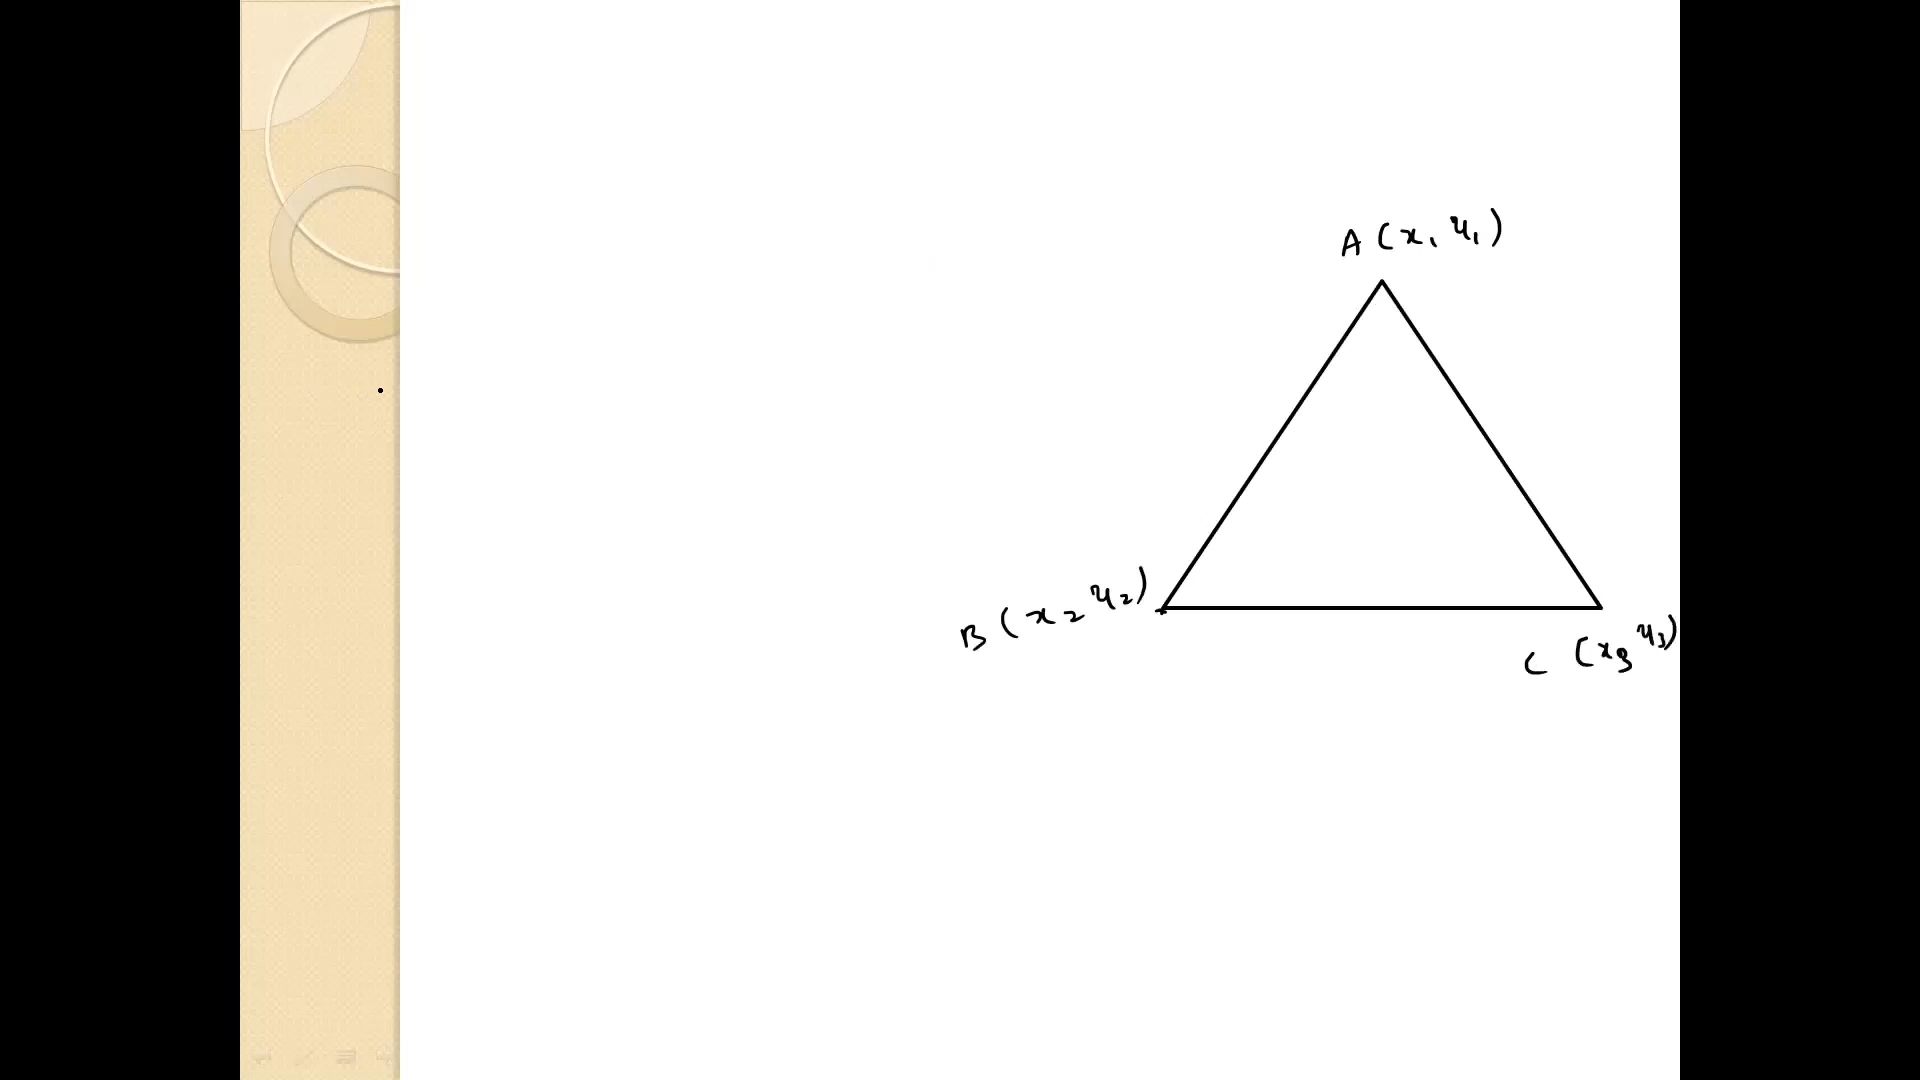 A (x₁ y₁)
B (x₂ y₂)
C (x₃ y₃)